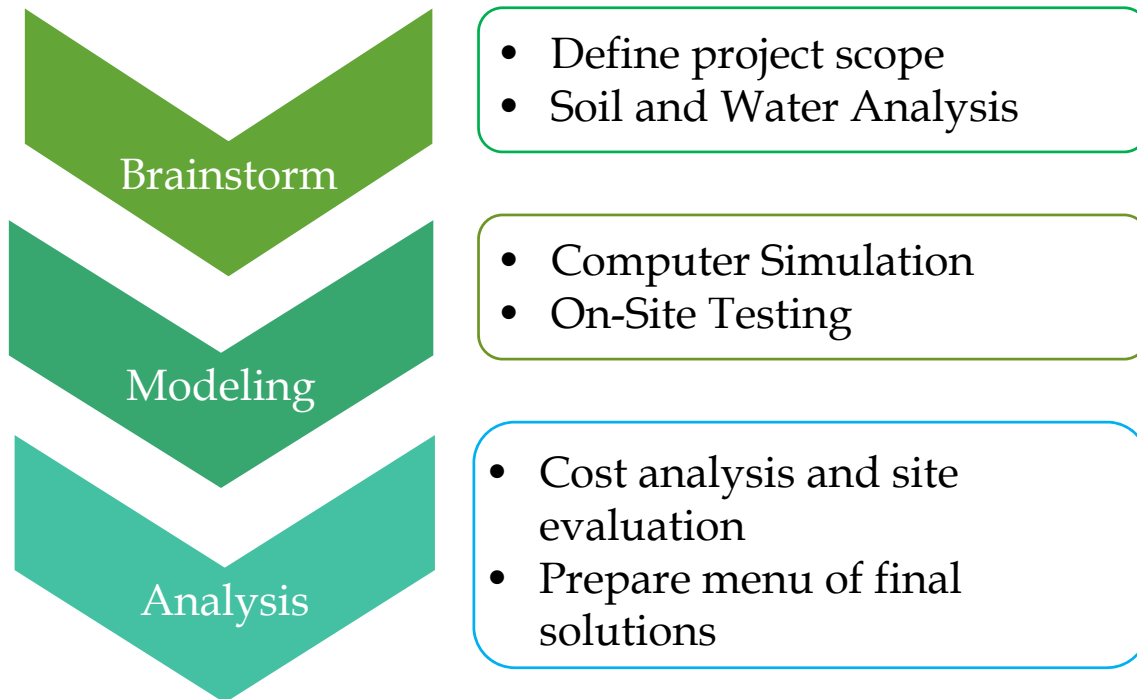 Brainstorm
• Define project scope
• Soil and Water Analysis
Modeling
• Computer Simulation
• On-Site Testing
Analysis
• Cost analysis and site
evaluation
• Prepare menu of final
solutions